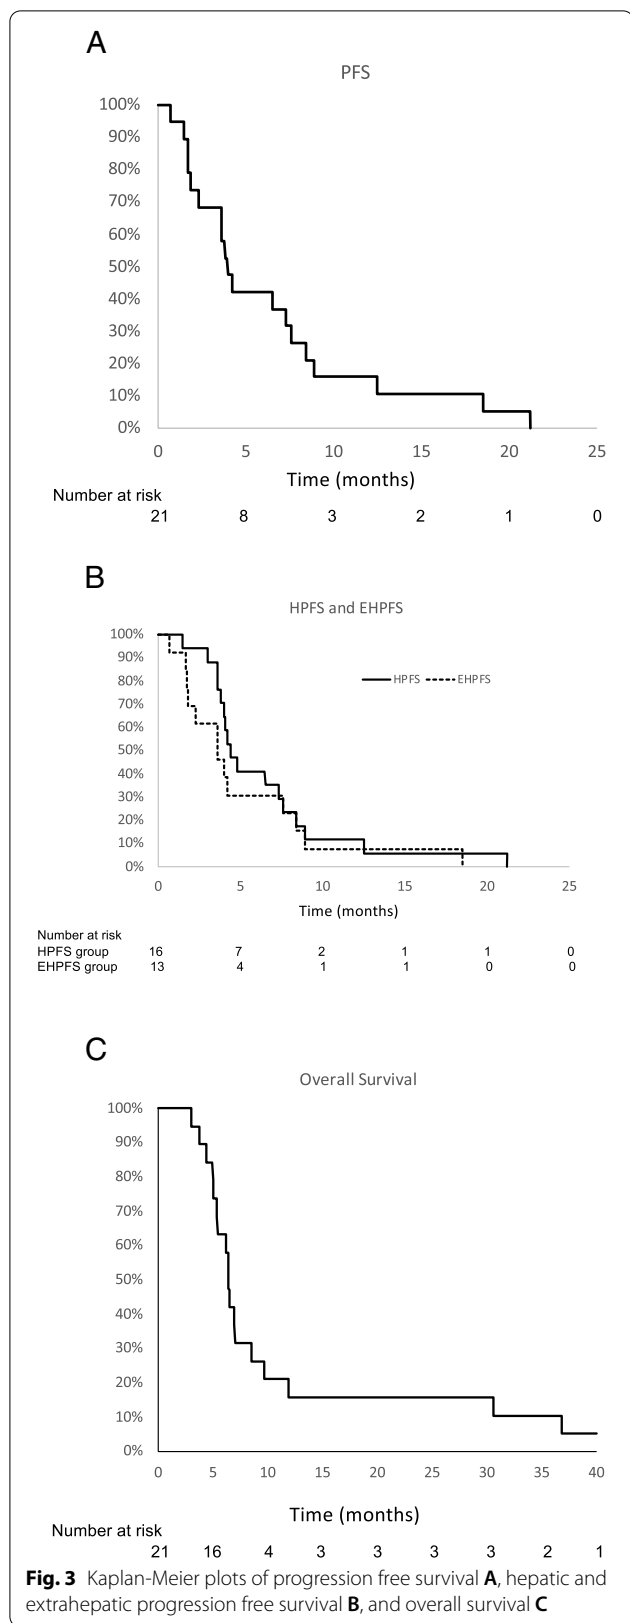 A
PFS
100%
90%
80%
70%
60%
50%
40%
30%
20%
10%
0%
0 5 10 15 20 25
Time (months)
Number at risk
21 8 3 2 1 0
B
HPFS and EHPFS
100%
90%
80%
70%
60%
50%
40%
30%
20%
10%
0%
HPFS EHPFS
0 5 10 15 20 25
Time (months)
Number at risk
HPFS group 16 7 2 1 1 0
EHPFS group 13 4 1 1 0 0
C
Overall Survival
100%
90%
80%
70%
60%
50%
40%
30%
20%
10%
0%
0 5 10 15 20 25 30 35 40
Time (months)
Number at risk
21 16 4 3 3 3 3 2 1
Fig. 3 Kaplan-Meier plots of progression free survival A, hepatic and
extrahepatic progression free survival B, and overall survival C